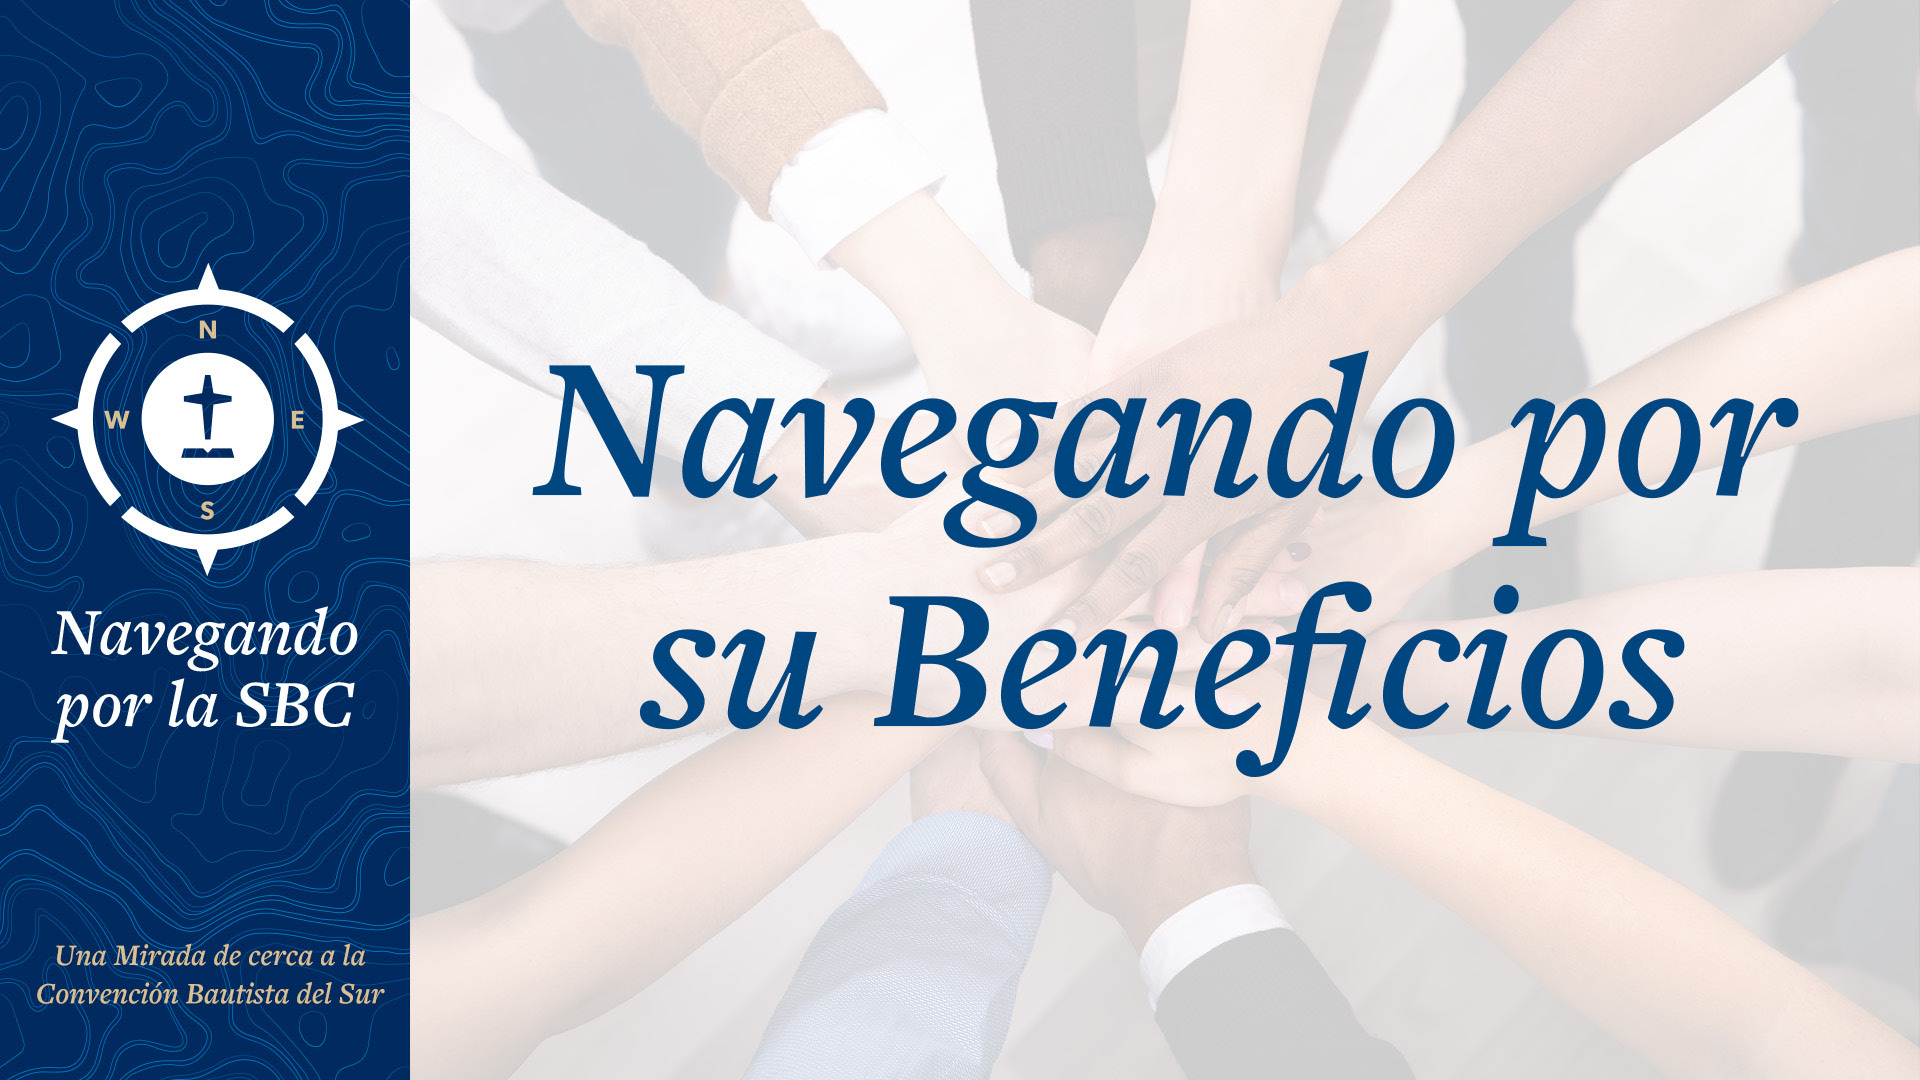 N
W
E
S
Navegando
por la SBC
Una Mirada de cerca a la
Convención Bautista del Sur
Navegando por
su Beneficios